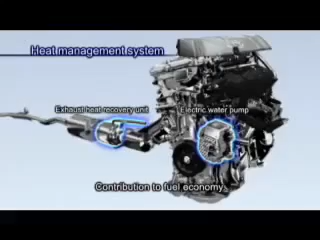 Heat management system
Exhaust heat recovery unit
Electric water pump
Contribution to fuel economy